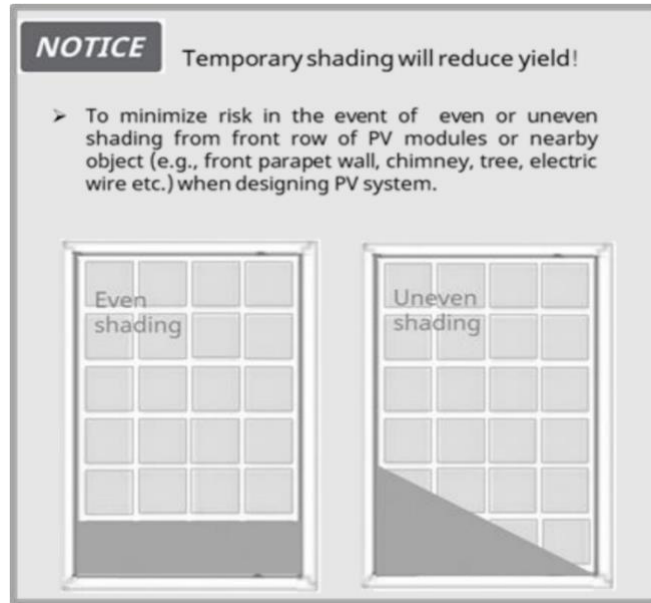 NOTICE
Temporary shading will reduce yield!
➢ To minimize risk in the event of even or uneven
shading from front row of PV modules or nearby
object (e.g., front parapet wall, chimney, tree, electric
wire etc.) when designing PV system.
Even
shading
Uneven
shading